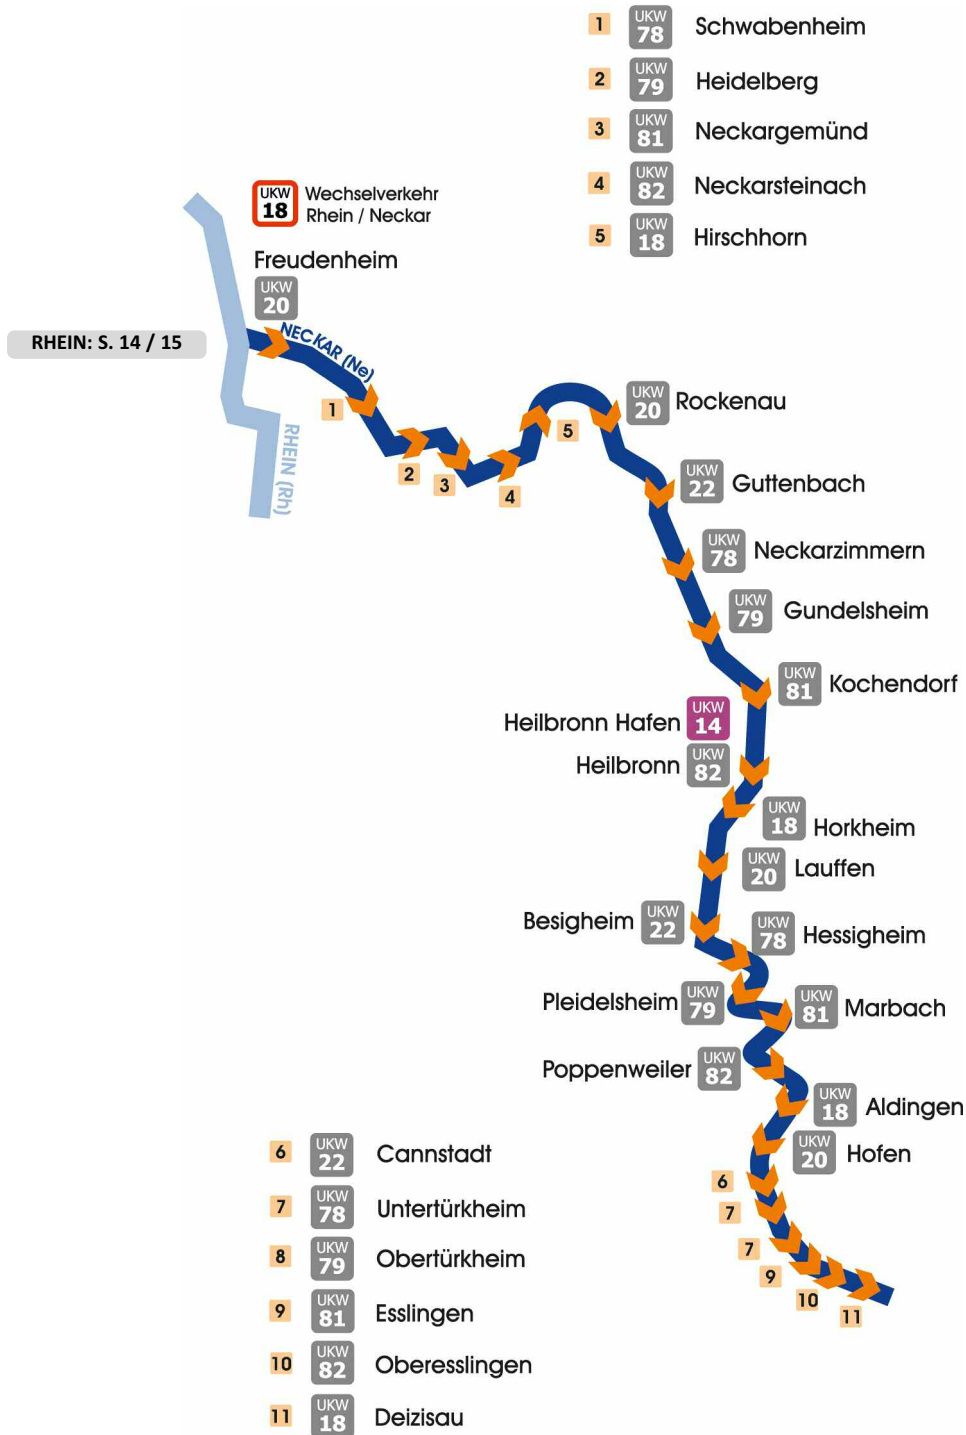 1 UKW 78 Schwabenheim
2 UKW 79 Heidelberg
3 UKW 81 Neckargemünd
4 UKW 82 Neckarsteinach
5 UKW 18 Hirschhorn
UKW 18 Wechselverkehr
Rhein / Neckar
Freudenheim
UKW 20
RHEIN: S. 14 / 15
NECKAR (Ne)
RHEIN (Rh)
1
2
3
4
5
UKW 20 Rockenau
UKW 22 Guttenbach
UKW 78 Neckarzimmern
UKW 79 Gundelsheim
UKW 81 Kochendorf
Heilbronn Hafen UKW 14
Heilbronn UKW 82
UKW 18 Horkheim
UKW 20 Lauffen
Besigheim UKW 22
UKW 78 Hessigheim
Pleidelsheim UKW 79
UKW 81 Marbach
Poppenweiler UKW 82
UKW 18 Aldingen
UKW 20 Hofen
6
7
7
9
10
11
6 UKW 22 Cannstadt
7 UKW 78 Untertürkheim
8 UKW 79 Obertürkheim
9 UKW 81 Esslingen
10 UKW 82 Oberesslingen
11 UKW 18 Deizisau